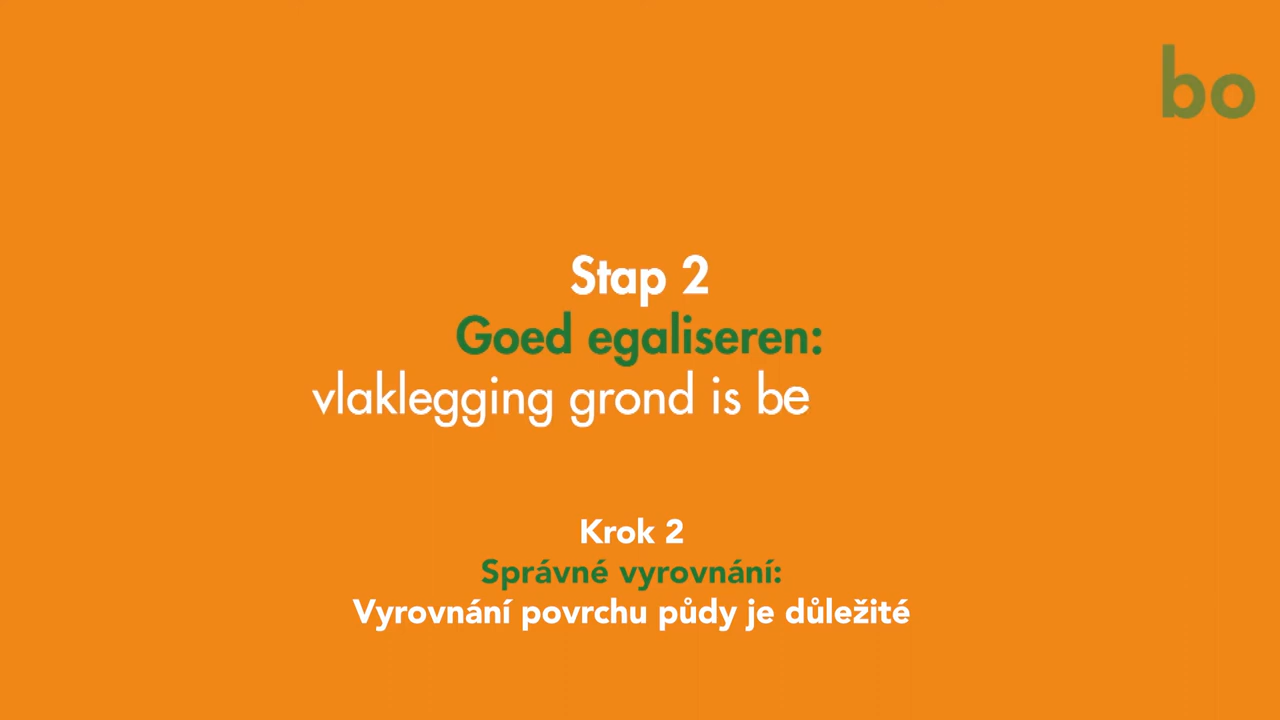 bo
Stap 2
Goed egaliseren:
vlaklegging grond is be
Krok 2
Správné vyrovnání:
Vyrovnání povrchu půdy je důležité